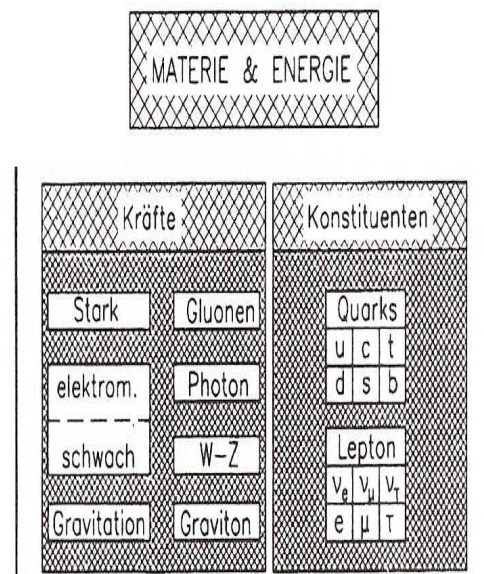 MATERIE & ENERGIE
Kräfte
Stark Gluonen
elektrom. Photon
schwach W-Z
Gravitation Graviton
Konstituenten
Quarks
u c t
d s b
Lepton
νe νμ ντ
e μ τ